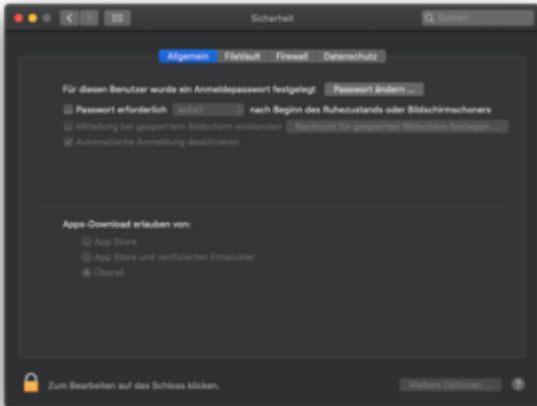 Sicherheit
Suchen
Allgemein FileVault Firewall Datenschutz
Für diesen Benutzer wurde ein Anmeldepasswort festgelegt Passwort ändern ...
Passwort erforderlich sofort nach Beginn des Ruhezustands oder Bildschirmschoners
Mitteilung bei gesperrtem Bildschirm einblenden Nachricht für gesperrten Bildschirm festlegen ...
Automatische Anmeldung deaktivieren
Apps-Download erlauben von:
App Store
App Store und verifizierten Entwickler
Überall
Zum Bearbeiten auf das Schloss klicken.
Weitere Optionen ...
?